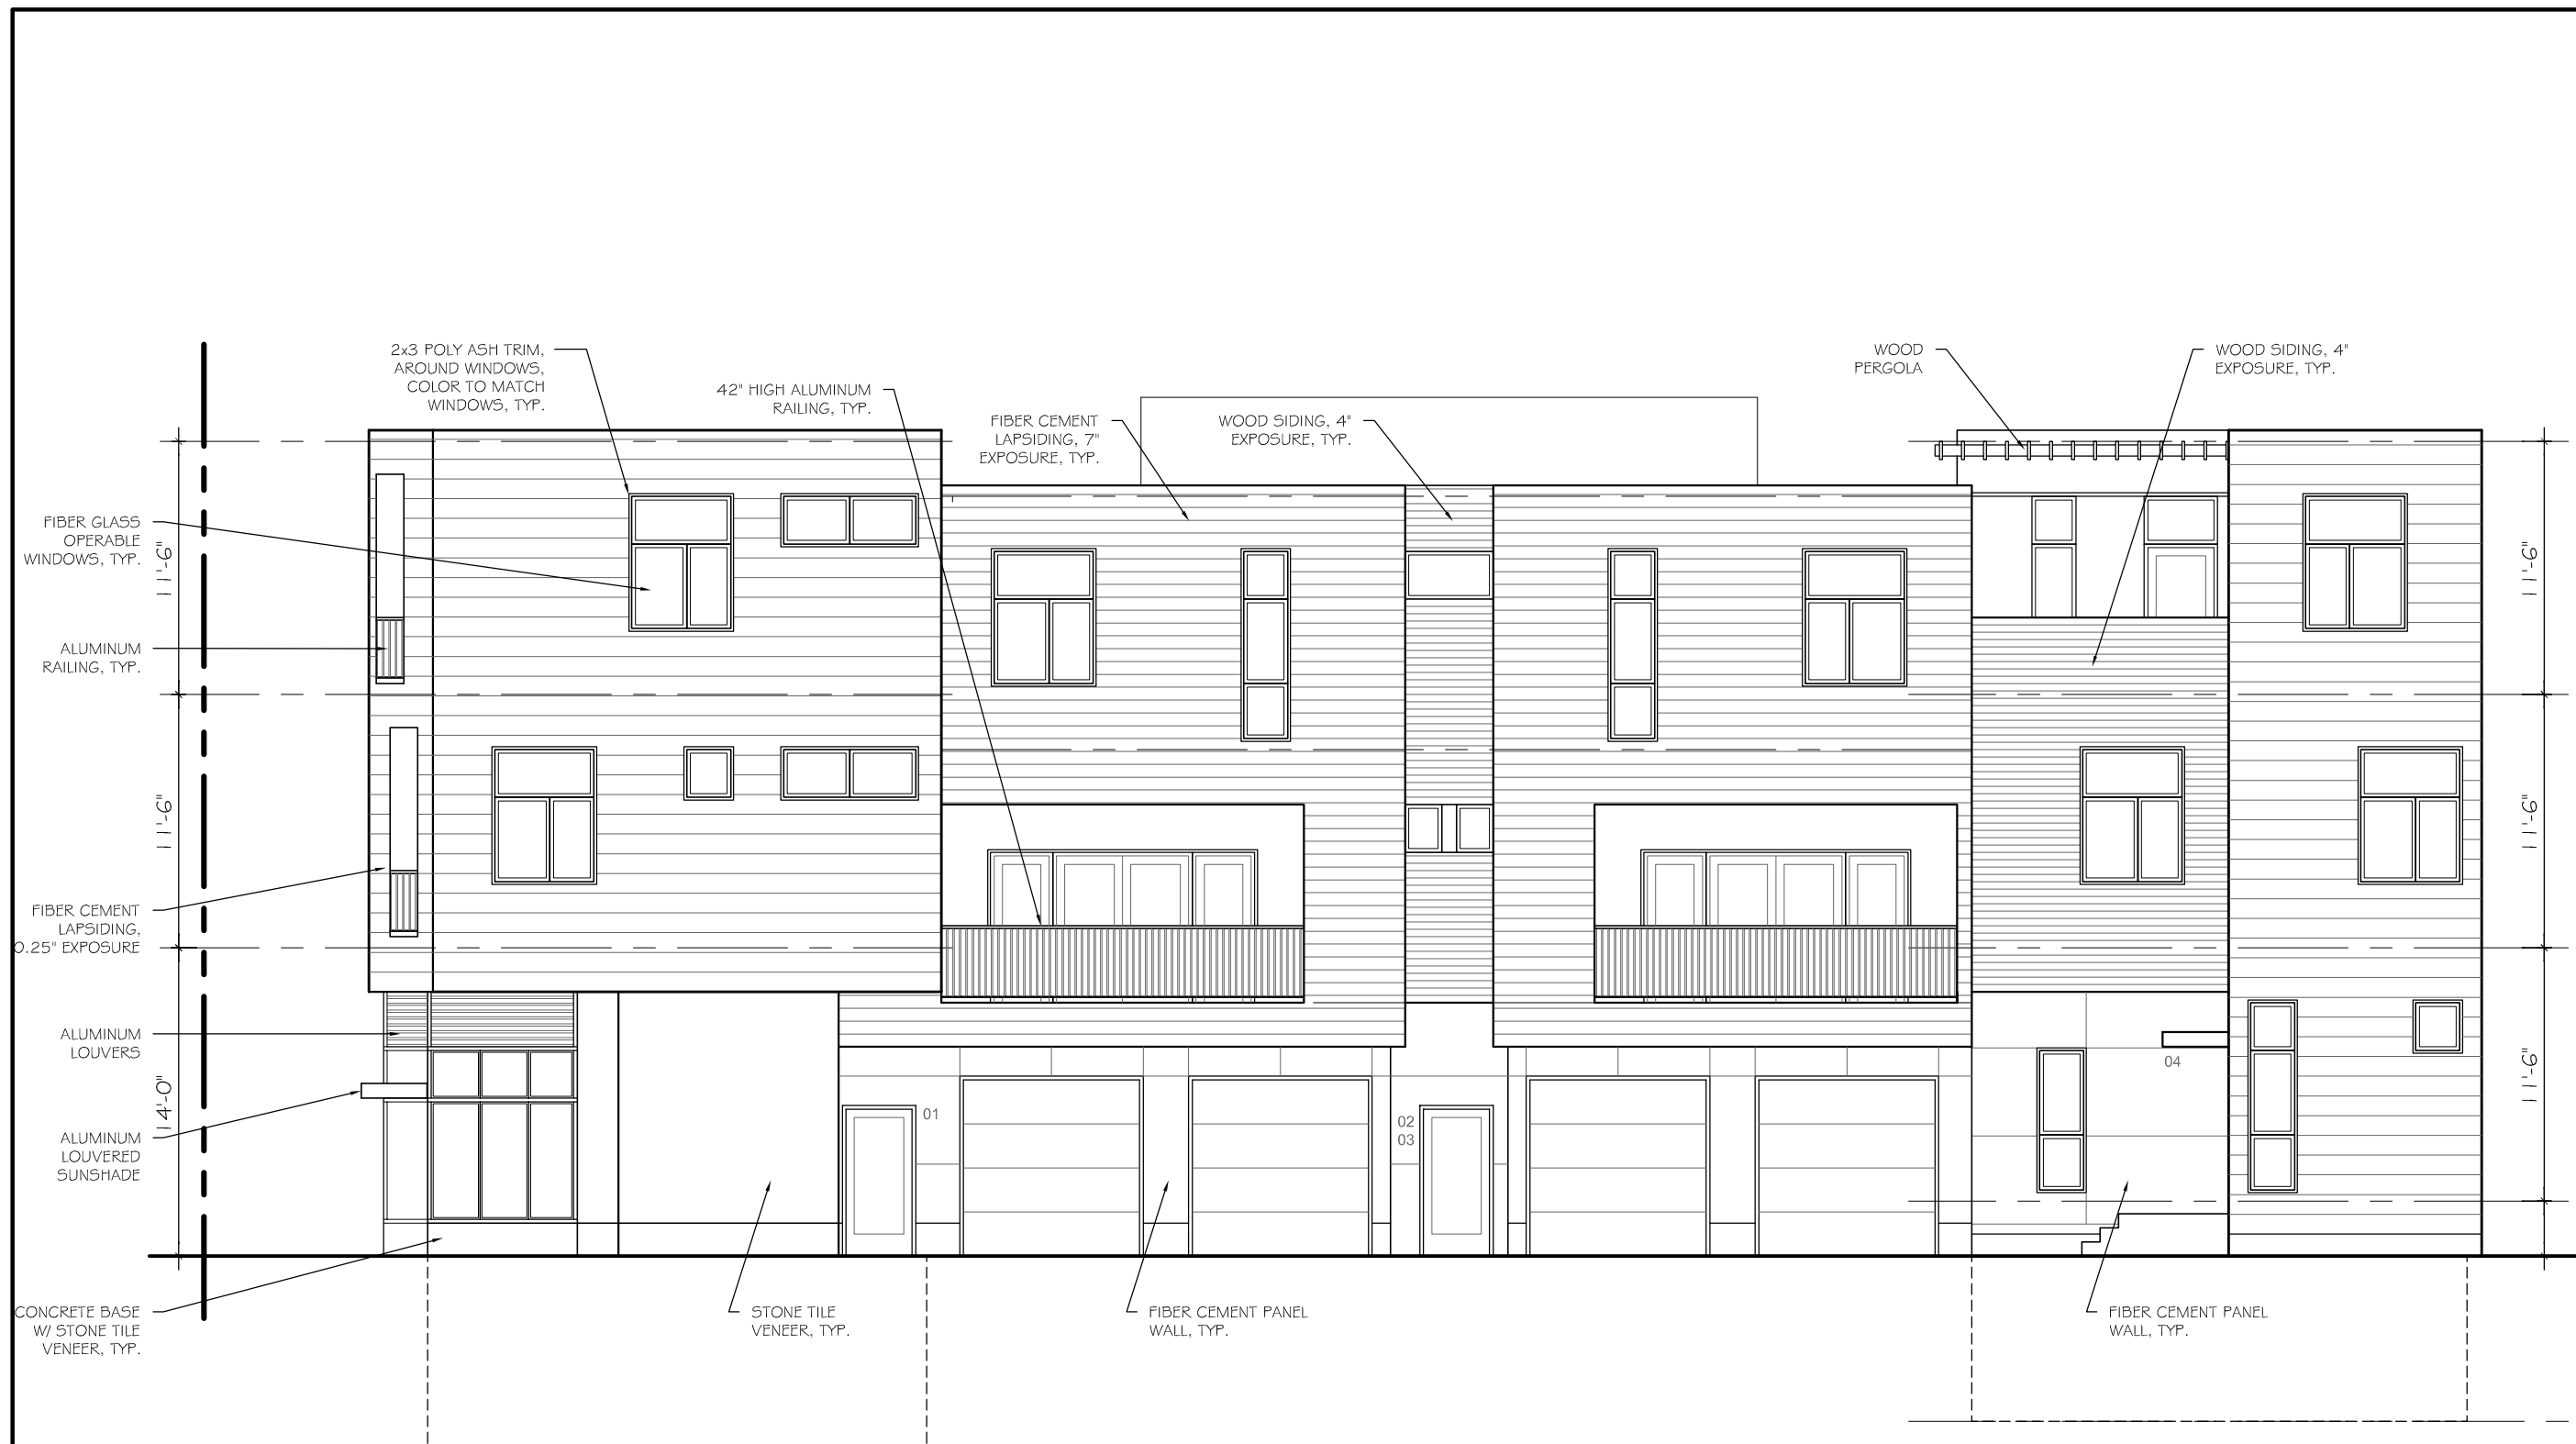 2x3 POLY ASH TRIM,
AROUND WINDOWS,
COLOR TO MATCH
WINDOWS, TYP.
42" HIGH ALUMINUM
RAILING, TYP.
FIBER CEMENT
LAPSIDING, 7"
EXPOSURE, TYP.
WOOD SIDING, 4"
EXPOSURE, TYP.
WOOD
PERGOLA
WOOD SIDING, 4"
EXPOSURE, TYP.
FIBER GLASS
OPERABLE
WINDOWS, TYP.
11'-6"
11'-6"
ALUMINUM
RAILING, TYP.
11'-6"
11'-6"
FIBER CEMENT
LAPSIDING,
0.25" EXPOSURE
ALUMINUM
LOUVERS
14'-0"
11'-6"
ALUMINUM
LOUVERED
SUNSHADE
01
02
03
04
CONCRETE BASE
W/ STONE TILE
VENEER, TYP.
STONE TILE
VENEER, TYP.
FIBER CEMENT PANEL
WALL, TYP.
FIBER CEMENT PANEL
WALL, TYP.